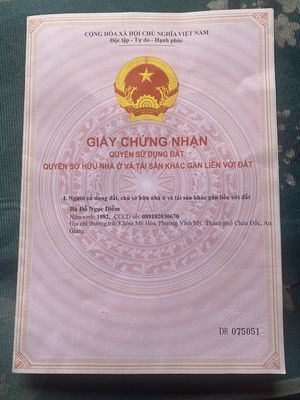 CỘNG HÒA XÃ HỘI CHỦ NGHĨA VIỆT NAM
Độc lập - Tự do - Hạnh phúc
GIẤY CHỨNG NHẬN
QUYỀN SỬ DỤNG ĐẤT
QUYỀN SỞ HỮU NHÀ Ở VÀ TÀI SẢN KHÁC GẮN LIỀN VỚI ĐẤT
I. Người sử dụng đất, chủ sở hữu nhà ở và tài sản khác gắn liền với đất
Bà Đỗ Ngọc Diễm
Năm sinh: 1982, CCCD số: 089182030670
Địa chỉ thường trú: Khóm Mỹ Hòa, Phường Vĩnh Mỹ, Thành phố Châu Đốc, An
Giang.
DR 075051